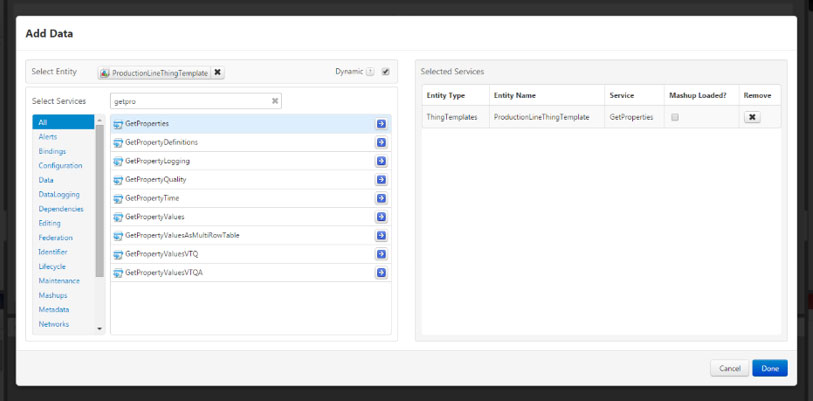 Add Data
Select Entity
ProductionLineThingTemplate
Dynamic
Select Services
getpro
All
Alerts
Bindings
Configuration
Data
DataLogging
Dependencies
Editing
Federation
Identifier
Lifecycle
Maintenance
Mashups
Metadata
Networks
GetProperties
GetPropertyDefinitions
GetPropertyLogging
GetPropertyQuality
GetPropertyTime
GetPropertyValues
GetPropertyValuesAsMultiRowTable
GetPropertyValuesVTQ
GetPropertyValuesVTQA
Selected Services
Entity Type Entity Name Service Mashup Loaded? Remove
ThingTemplates ProductionLineThingTemplate GetProperties
Cancel
Done